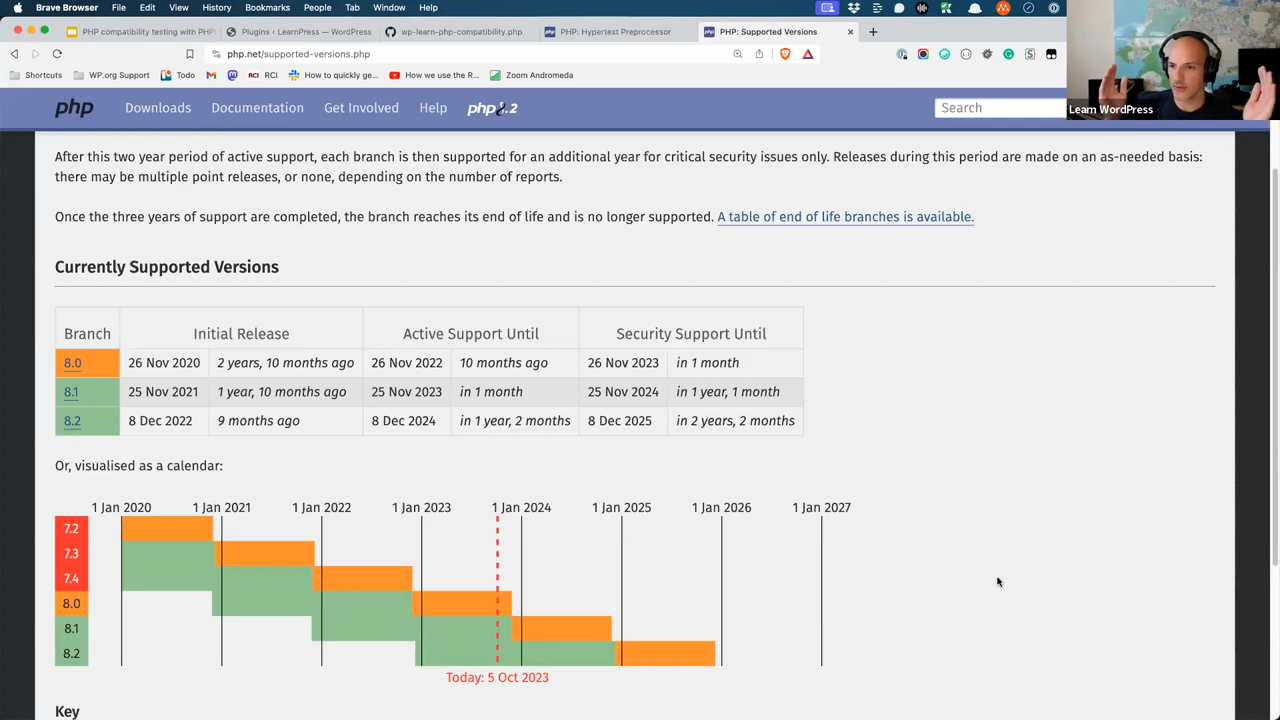 Brave Browser File Edit View History Bookmarks People Tab Window Help
PHP compatibility testing with PHP
Plugins ‹ LearnPress — WordPress
wp-learn-php-compatibility.php
PHP: Hypertext Preprocessor
PHP: Supported Versions
php.net/supported-versions.php
Shortcuts WP.org Support Todo RCI How to quickly ge... How we use the R... Zoom Andromeda
Learn WordPress
php Downloads Documentation Get Involved Help php8.2 Search
After this two year period of active support, each branch is then supported for an additional year for critical security issues only. Releases during this period are made on an as-needed basis:
there may be multiple point releases, or none, depending on the number of reports.
Once the three years of support are completed, the branch reaches its end of life and is no longer supported. A table of end of life branches is available.
Currently Supported Versions
Branch Initial Release Active Support Until Security Support Until
8.0 26 Nov 2020 2 years, 10 months ago 26 Nov 2022 10 months ago 26 Nov 2023 in 1 month
8.1 25 Nov 2021 1 year, 10 months ago 25 Nov 2023 in 1 month 25 Nov 2024 in 1 year, 1 month
8.2 8 Dec 2022 9 months ago 8 Dec 2024 in 1 year, 2 months 8 Dec 2025 in 2 years, 2 months
Or, visualised as a calendar:
1 Jan 2020 1 Jan 2021 1 Jan 2022 1 Jan 2023 1 Jan 2024 1 Jan 2025 1 Jan 2026 1 Jan 2027
7.2
7.3
7.4
8.0
8.1
8.2
Today: 5 Oct 2023
Key